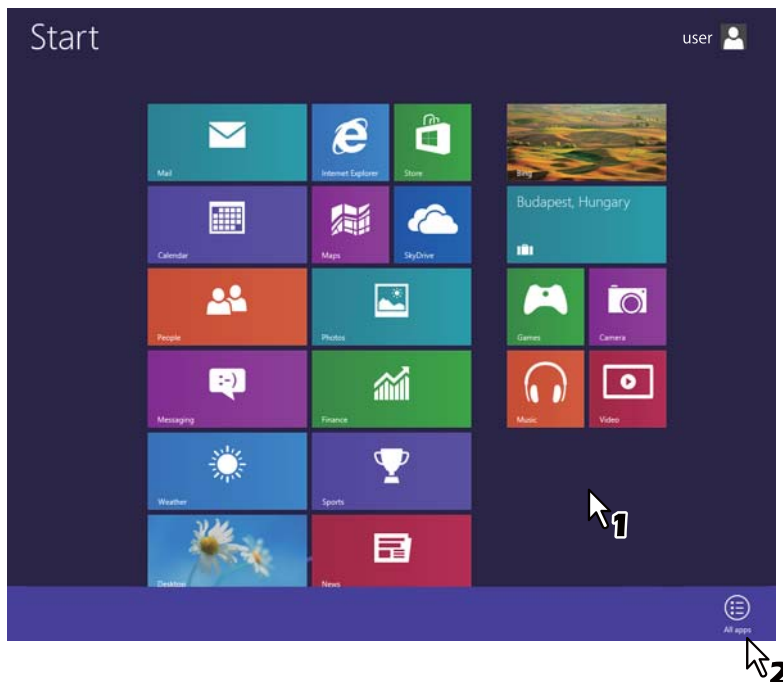 Start
user
Mail
Internet Explorer
Store
Bing
Calendar
Maps
SkyDrive
Budapest, Hungary
People
Photos
Games
Camera
Messaging
:-)
Finance
Music
Video
Weather
Sports
1
Desktop
News
All apps
2